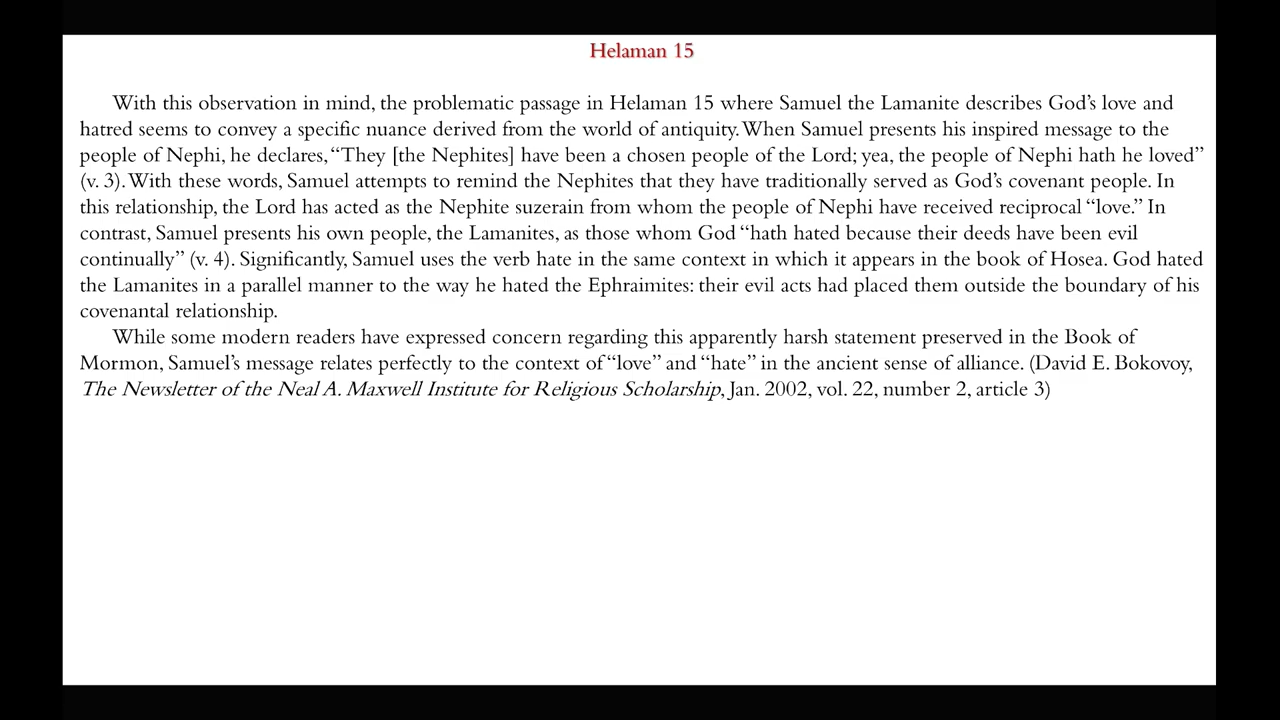 Helaman 15
With this observation in mind, the problematic passage in Helaman 15 where Samuel the Lamanite describes God’s love and
hatred seems to convey a specific nuance derived from the world of antiquity. When Samuel presents his inspired message to the
people of Nephi, he declares, “They [the Nephites] have been a chosen people of the Lord; yea, the people of Nephi hath he loved”
(v. 3). With these words, Samuel attempts to remind the Nephites that they have traditionally served as God’s covenant people. In
this relationship, the Lord has acted as the Nephite suzerain from whom the people of Nephi have received reciprocal “love.” In
contrast, Samuel presents his own people, the Lamanites, as those whom God “hath hated because their deeds have been evil
continually” (v. 4). Significantly, Samuel uses the verb hate in the same context in which it appears in the book of Hosea. God hated
the Lamanites in a parallel manner to the way he hated the Ephraimites: their evil acts had placed them outside the boundary of his
covenantal relationship.
While some modern readers have expressed concern regarding this apparently harsh statement preserved in the Book of
Mormon, Samuel’s message relates perfectly to the context of “love” and “hate” in the ancient sense of alliance. (David E. Bokovoy,
The Newsletter of the Neal A. Maxwell Institute for Religious Scholarship, Jan. 2002, vol. 22, number 2, article 3)